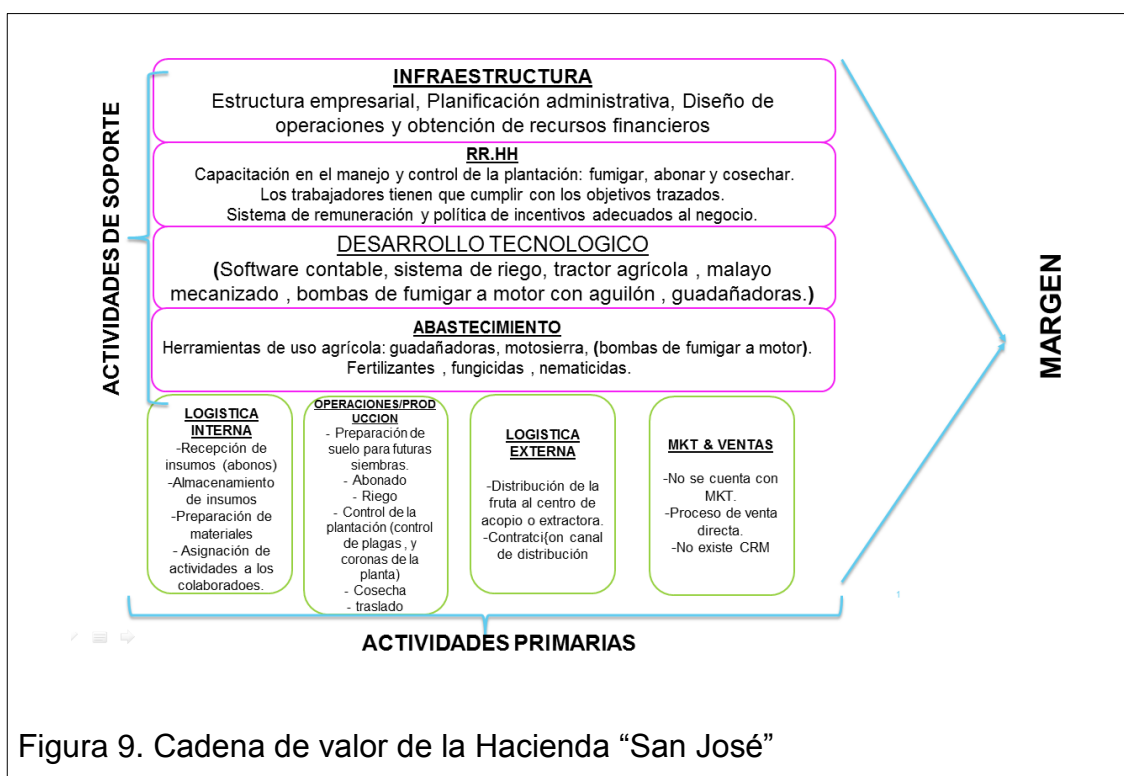 ACTIVIDADES DE SOPORTE
INFRAESTRUCTURA
Estructura empresarial, Planificación administrativa, Diseño de
operaciones y obtención de recursos financieros
RR.HH
Capacitación en el manejo y control de la plantación: fumigar, abonar y cosechar.
Los trabajadores tienen que cumplir con los objetivos trazados.
Sistema de remuneración y política de incentivos adecuados al negocio.
DESARROLLO TECNOLOGICO
(Software contable, sistema de riego, tractor agrícola , malayo
mecanizado , bombas de fumigar a motor con aguilón , guadañadoras.)
ABASTECIMIENTO
Herramientas de uso agrícola: guadañadoras, motosierra, (bombas de fumigar a motor).
Fertilizantes , fungicidas , nematicidas.
LOGISTICA
INTERNA
-Recepción de
insumos (abonos)
-Almacenamiento
de insumos
-Preparación de
materiales
- Asignación de
actividades a los
colaboradoes.
OPERACIONES/PROD
UCCION
- Preparación de
suelo para futuras
siembras.
- Abonado
- Riego
- Control de la
plantación (control
de plagas , y
coronas de la
planta)
- Cosecha
- traslado
LOGISTICA
EXTERNA
-Distribución de la
fruta al centro de
acopio o extractora.
-Contratci{on canal
de distribución
MKT & VENTAS
-No se cuenta con
MKT.
-Proceso de venta
directa.
-No existe CRM
MARGEN
1
ACTIVIDADES PRIMARIAS
Figura 9. Cadena de valor de la Hacienda “San José”